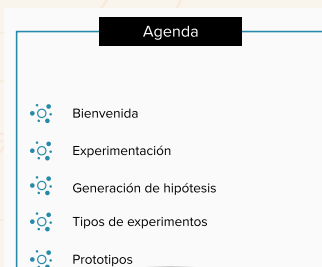 Agenda
Bienvenida
Experimentación
Generación de hipótesis
Tipos de experimentos
Prototipos